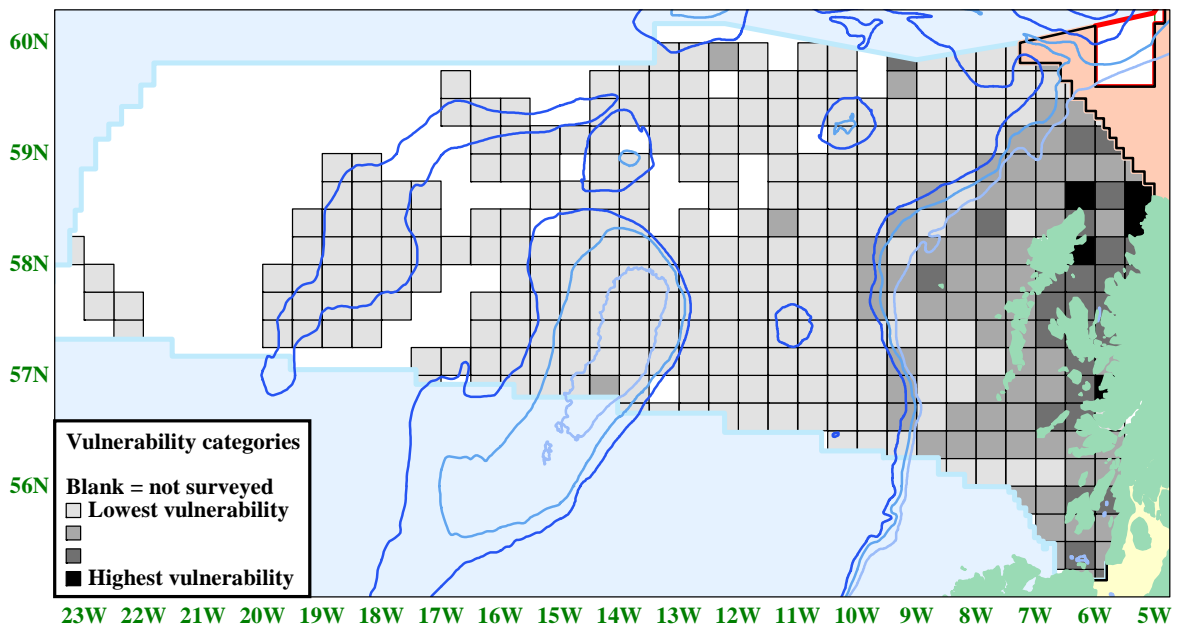 60N
59N
58N
57N
56N
Vulnerability categories
Blank = not surveyed
Lowest vulnerability
Highest vulnerability
23W 22W 21W 20W 19W 18W 17W 16W 15W 14W 13W 12W 11W 10W 9W 8W 7W 6W 5W